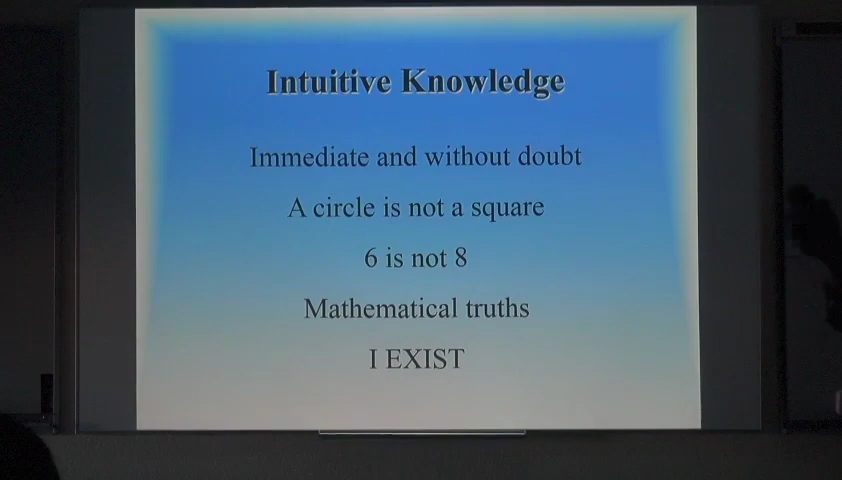 Intuitive Knowledge
Immediate and without doubt
A circle is not a square
6 is not 8
Mathematical truths
I EXIST